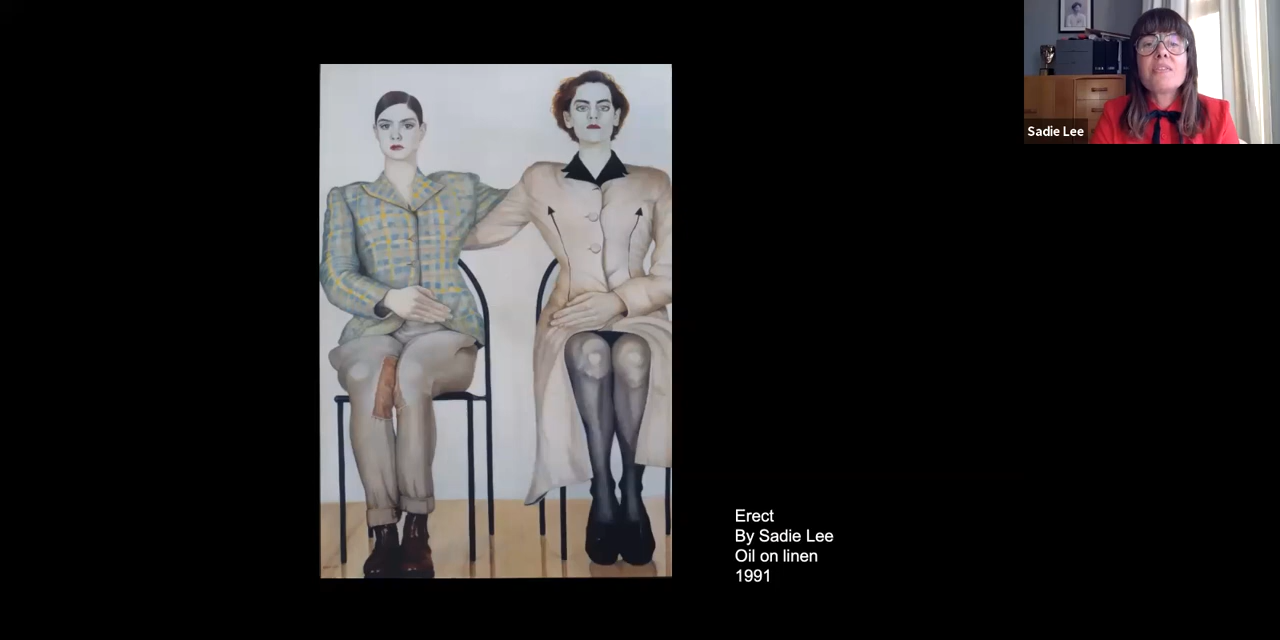 Sadie Lee
Erect
By Sadie Lee
Oil on linen
1991